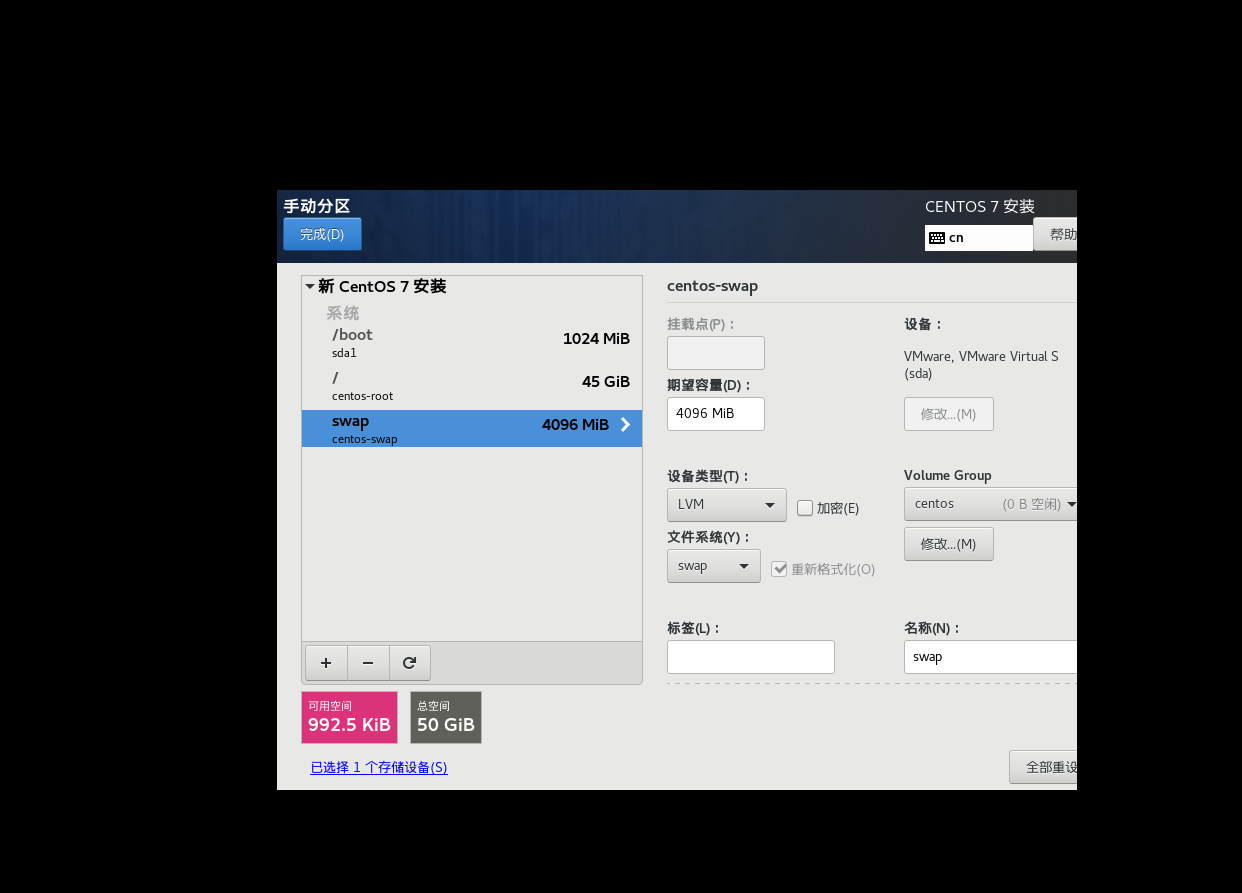 手动分区
CENTOS 7 安装
完成(D)
cn
帮助
新 CentOS 7 安装
系统
/boot
1024 MiB
sda1
/
45 GiB
centos-root
swap
4096 MiB
centos-swap
centos-swap
挂载点(P)：
设备：
VMware, VMware Virtual S
(sda)
期望容量(D)：
4096 MiB
修改...(M)
设备类型(T)：
Volume Group
LVM
加密(E)
centos (0 B 空闲)
文件系统(Y)：
修改...(M)
swap
重新格式化(O)
标签(L)：
名称(N)：
swap
可用空间
992.5 KiB
总空间
50 GiB
已选择 1 个存储设备(S)
全部重设